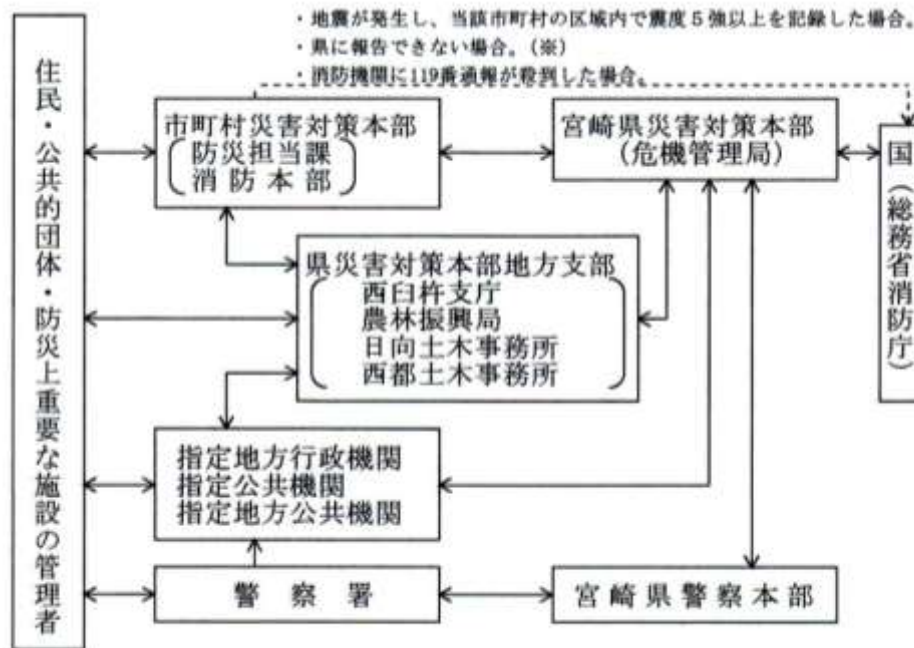 ・地震が発生し、当該市町村の区域内で震度５強以上を記録した場合。
・県に報告できない場合。(※)
・消防機関に119番通報が殺到した場合。
住民・公共的団体・防災上重要な施設の管理者
市町村災害対策本部
防災担当課
消防本部
宮崎県災害対策本部
(危機管理局)
国(総務省消防庁)
県災害対策本部地方支部
西臼杵支庁
農林振興局
日向土木事務所
西都土木事務所
指定地方行政機関
指定公共機関
指定地方公共機関
警察署
宮崎県警察本部